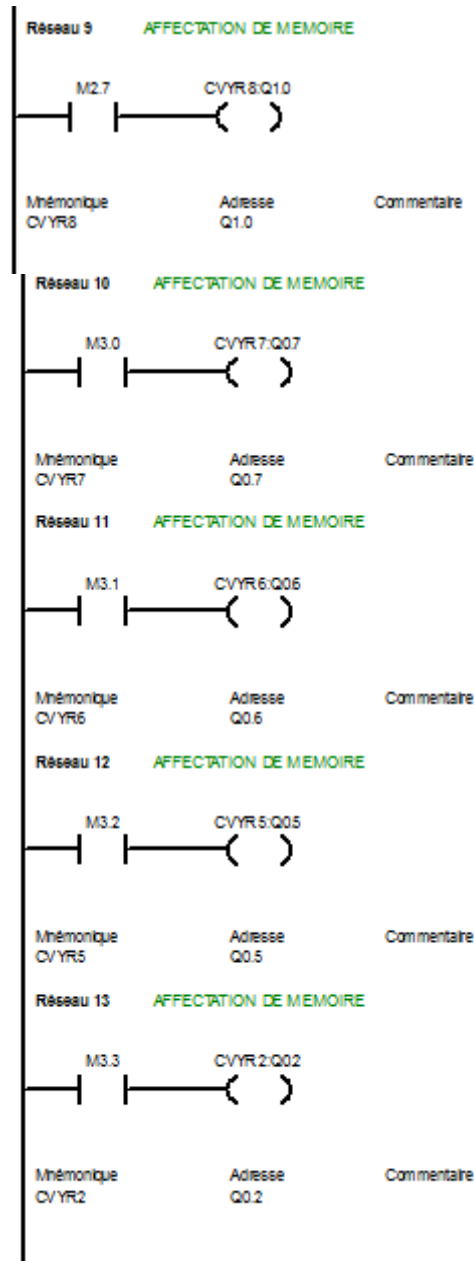 Réseau 9 AFFECTATION DE MEMOIRE
M2.7 CVYR8:Q1.0
Mnémonique Adresse Commentaire
CVYR8 Q1.0
Réseau 10 AFFECTATION DE MEMOIRE
M3.0 CVYR7:Q0.7
Mnémonique Adresse Commentaire
CVYR7 Q0.7
Réseau 11 AFFECTATION DE MEMOIRE
M3.1 CVYR6:Q0.6
Mnémonique Adresse Commentaire
CVYR6 Q0.6
Réseau 12 AFFECTATION DE MEMOIRE
M3.2 CVYR5:Q0.5
Mnémonique Adresse Commentaire
CVYR5 Q0.5
Réseau 13 AFFECTATION DE MEMOIRE
M3.3 CVYR2:Q0.2
Mnémonique Adresse Commentaire
CVYR2 Q0.2